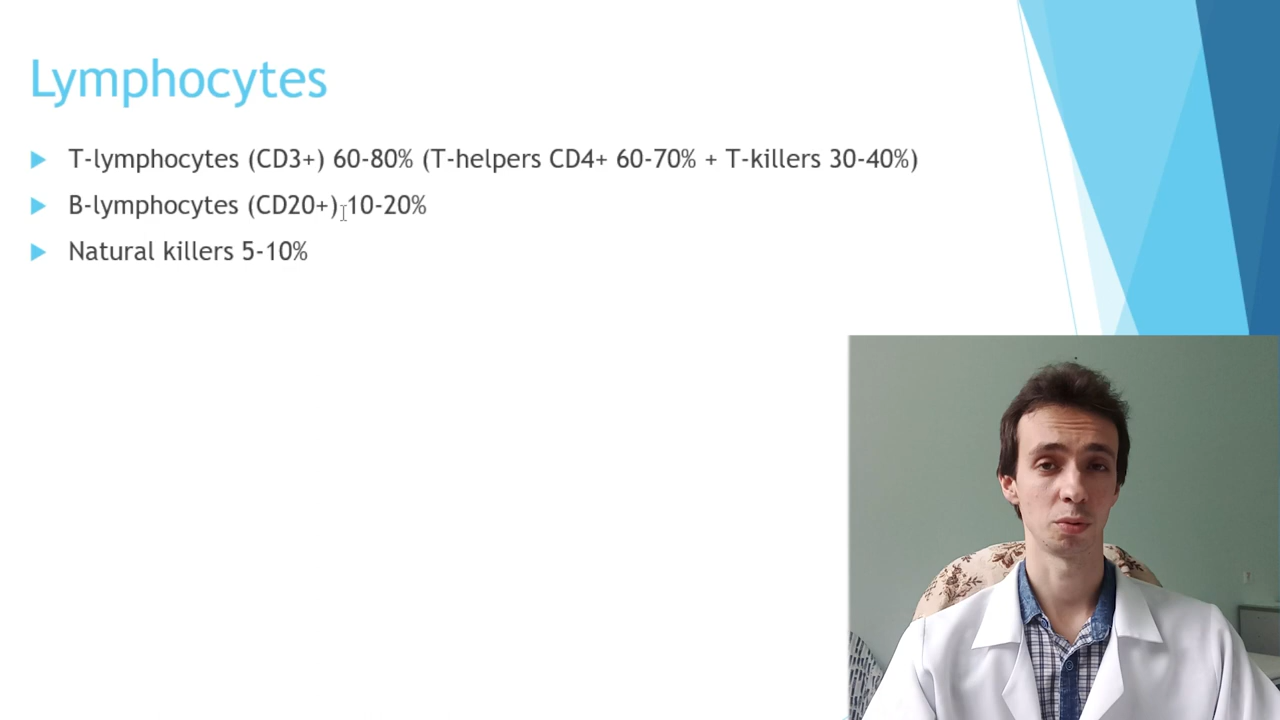 Lymphocytes
T-lymphocytes (CD3+) 60-80% (T-helpers CD4+ 60-70% + T-killers 30-40%)
B-lymphocytes (CD20+) 10-20%
Natural killers 5-10%